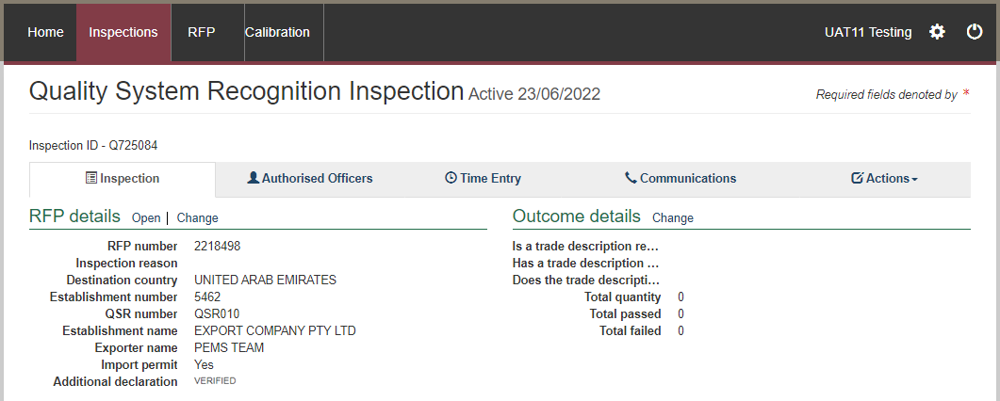 Home Inspections RFP Calibration UAT11 Testing
Quality System Recognition Inspection Active 23/06/2022 Required fields denoted by *
Inspection ID - Q725084
Inspection Authorised Officers Time Entry Communications Actions
RFP details Open | Change
RFP number 2218498
Inspection reason
Destination country UNITED ARAB EMIRATES
Establishment number 5462
QSR number QSR010
Establishment name EXPORT COMPANY PTY LTD
Exporter name PEMS TEAM
Import permit Yes
Additional declaration VERIFIED
Outcome details Change
Is a trade description re...
Has a trade description ...
Does the trade descripti...
Total quantity 0
Total passed 0
Total failed 0